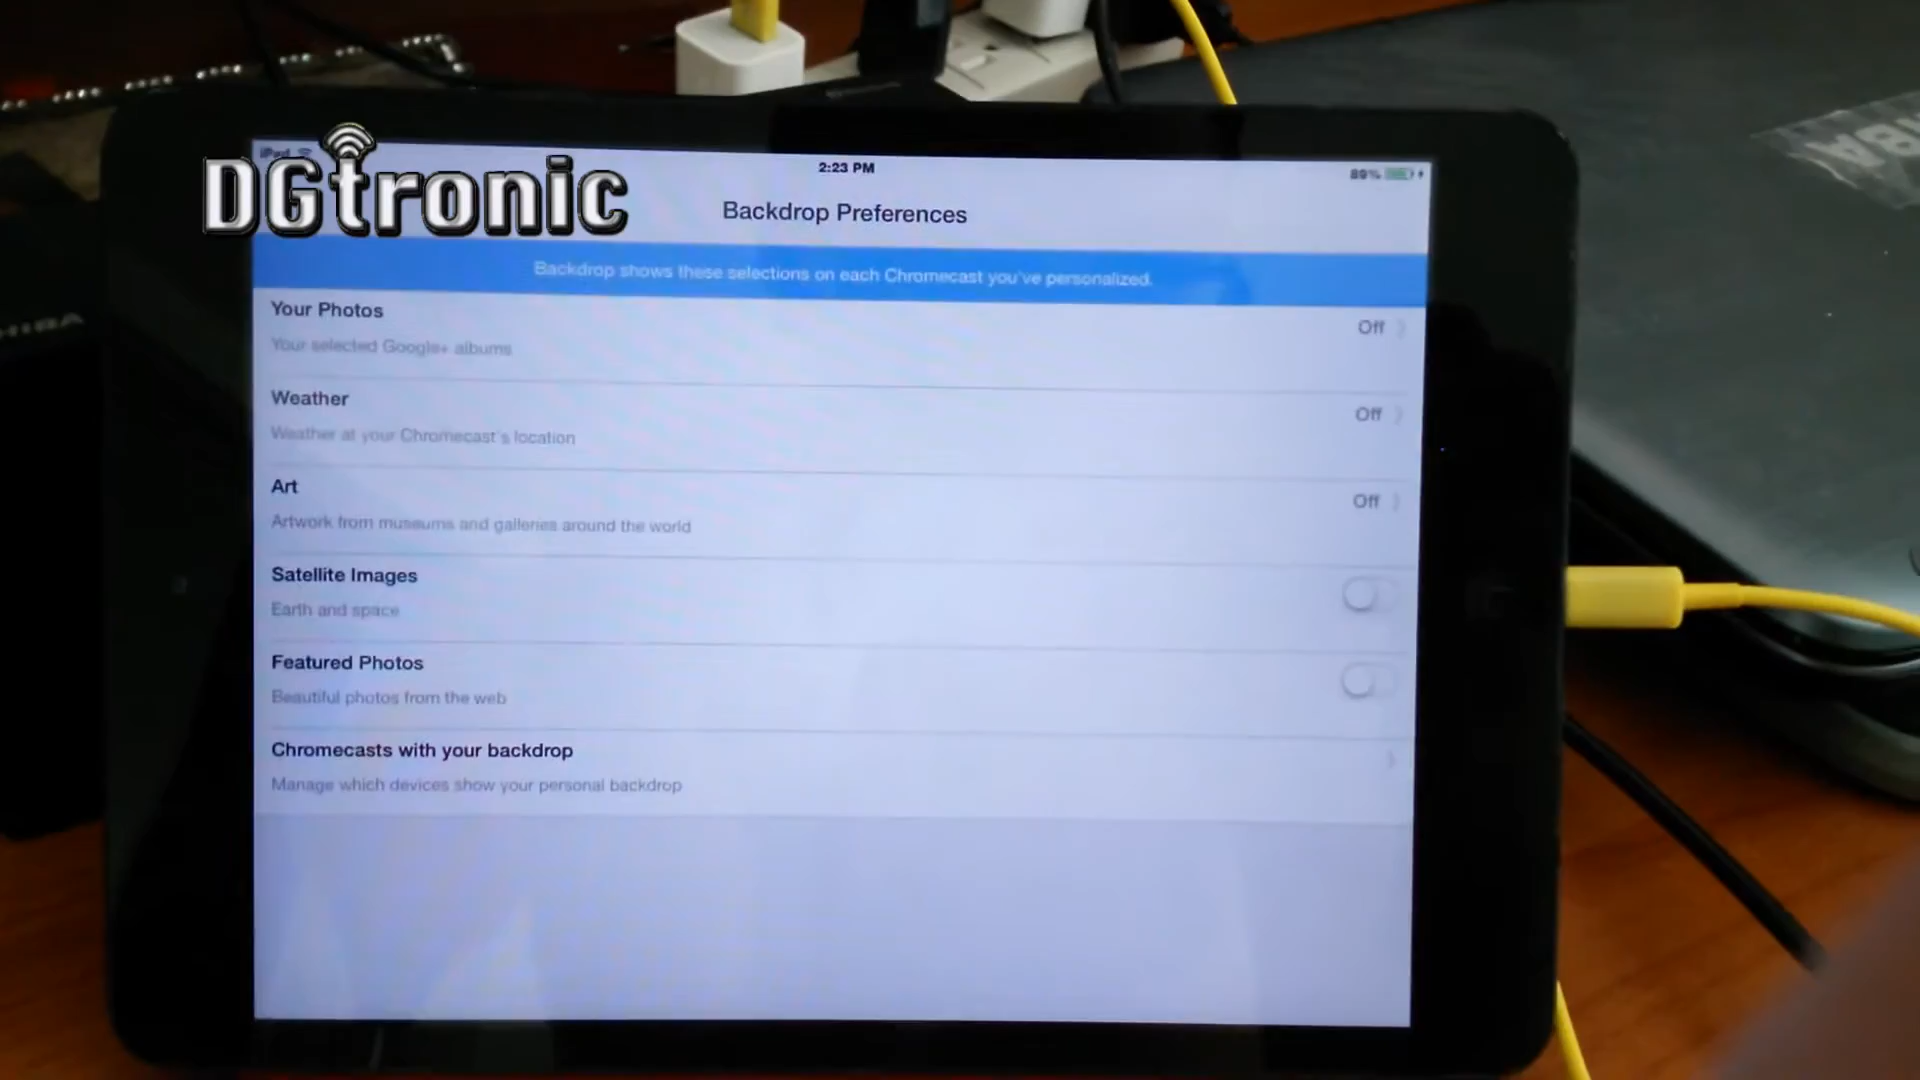 iPad
DGtronic
2:23 PM
89%
Backdrop Preferences
Backdrop shows these selections on each Chromecast you've personalized.
Your Photos
Off
Your selected Google+ albums
Weather
Off
Weather at your Chromecast's location
Art
Off
Artwork from museums and galleries around the world
Satellite Images
Earth and space
Featured Photos
Beautiful photos from the web
Chromecasts with your backdrop
Manage which devices show your personal backdrop